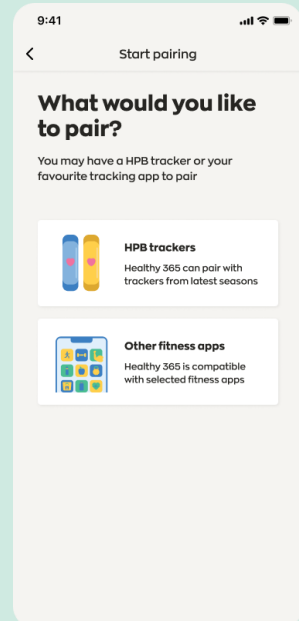 9:41
Start pairing
What would you like
to pair?
You may have a HPB tracker or your
favourite tracking app to pair
HPB trackers
Healthy 365 can pair with
trackers from latest seasons
Other fitness apps
Healthy 365 is compatible
with selected fitness apps